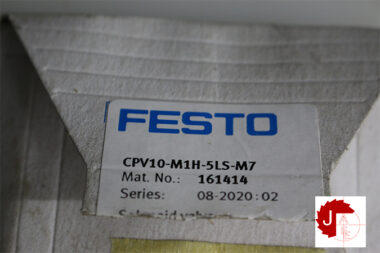 FESTO
CPV10-M1H-5LS-M7
Mat. No.: 161414
Series: 08-2020:02
J